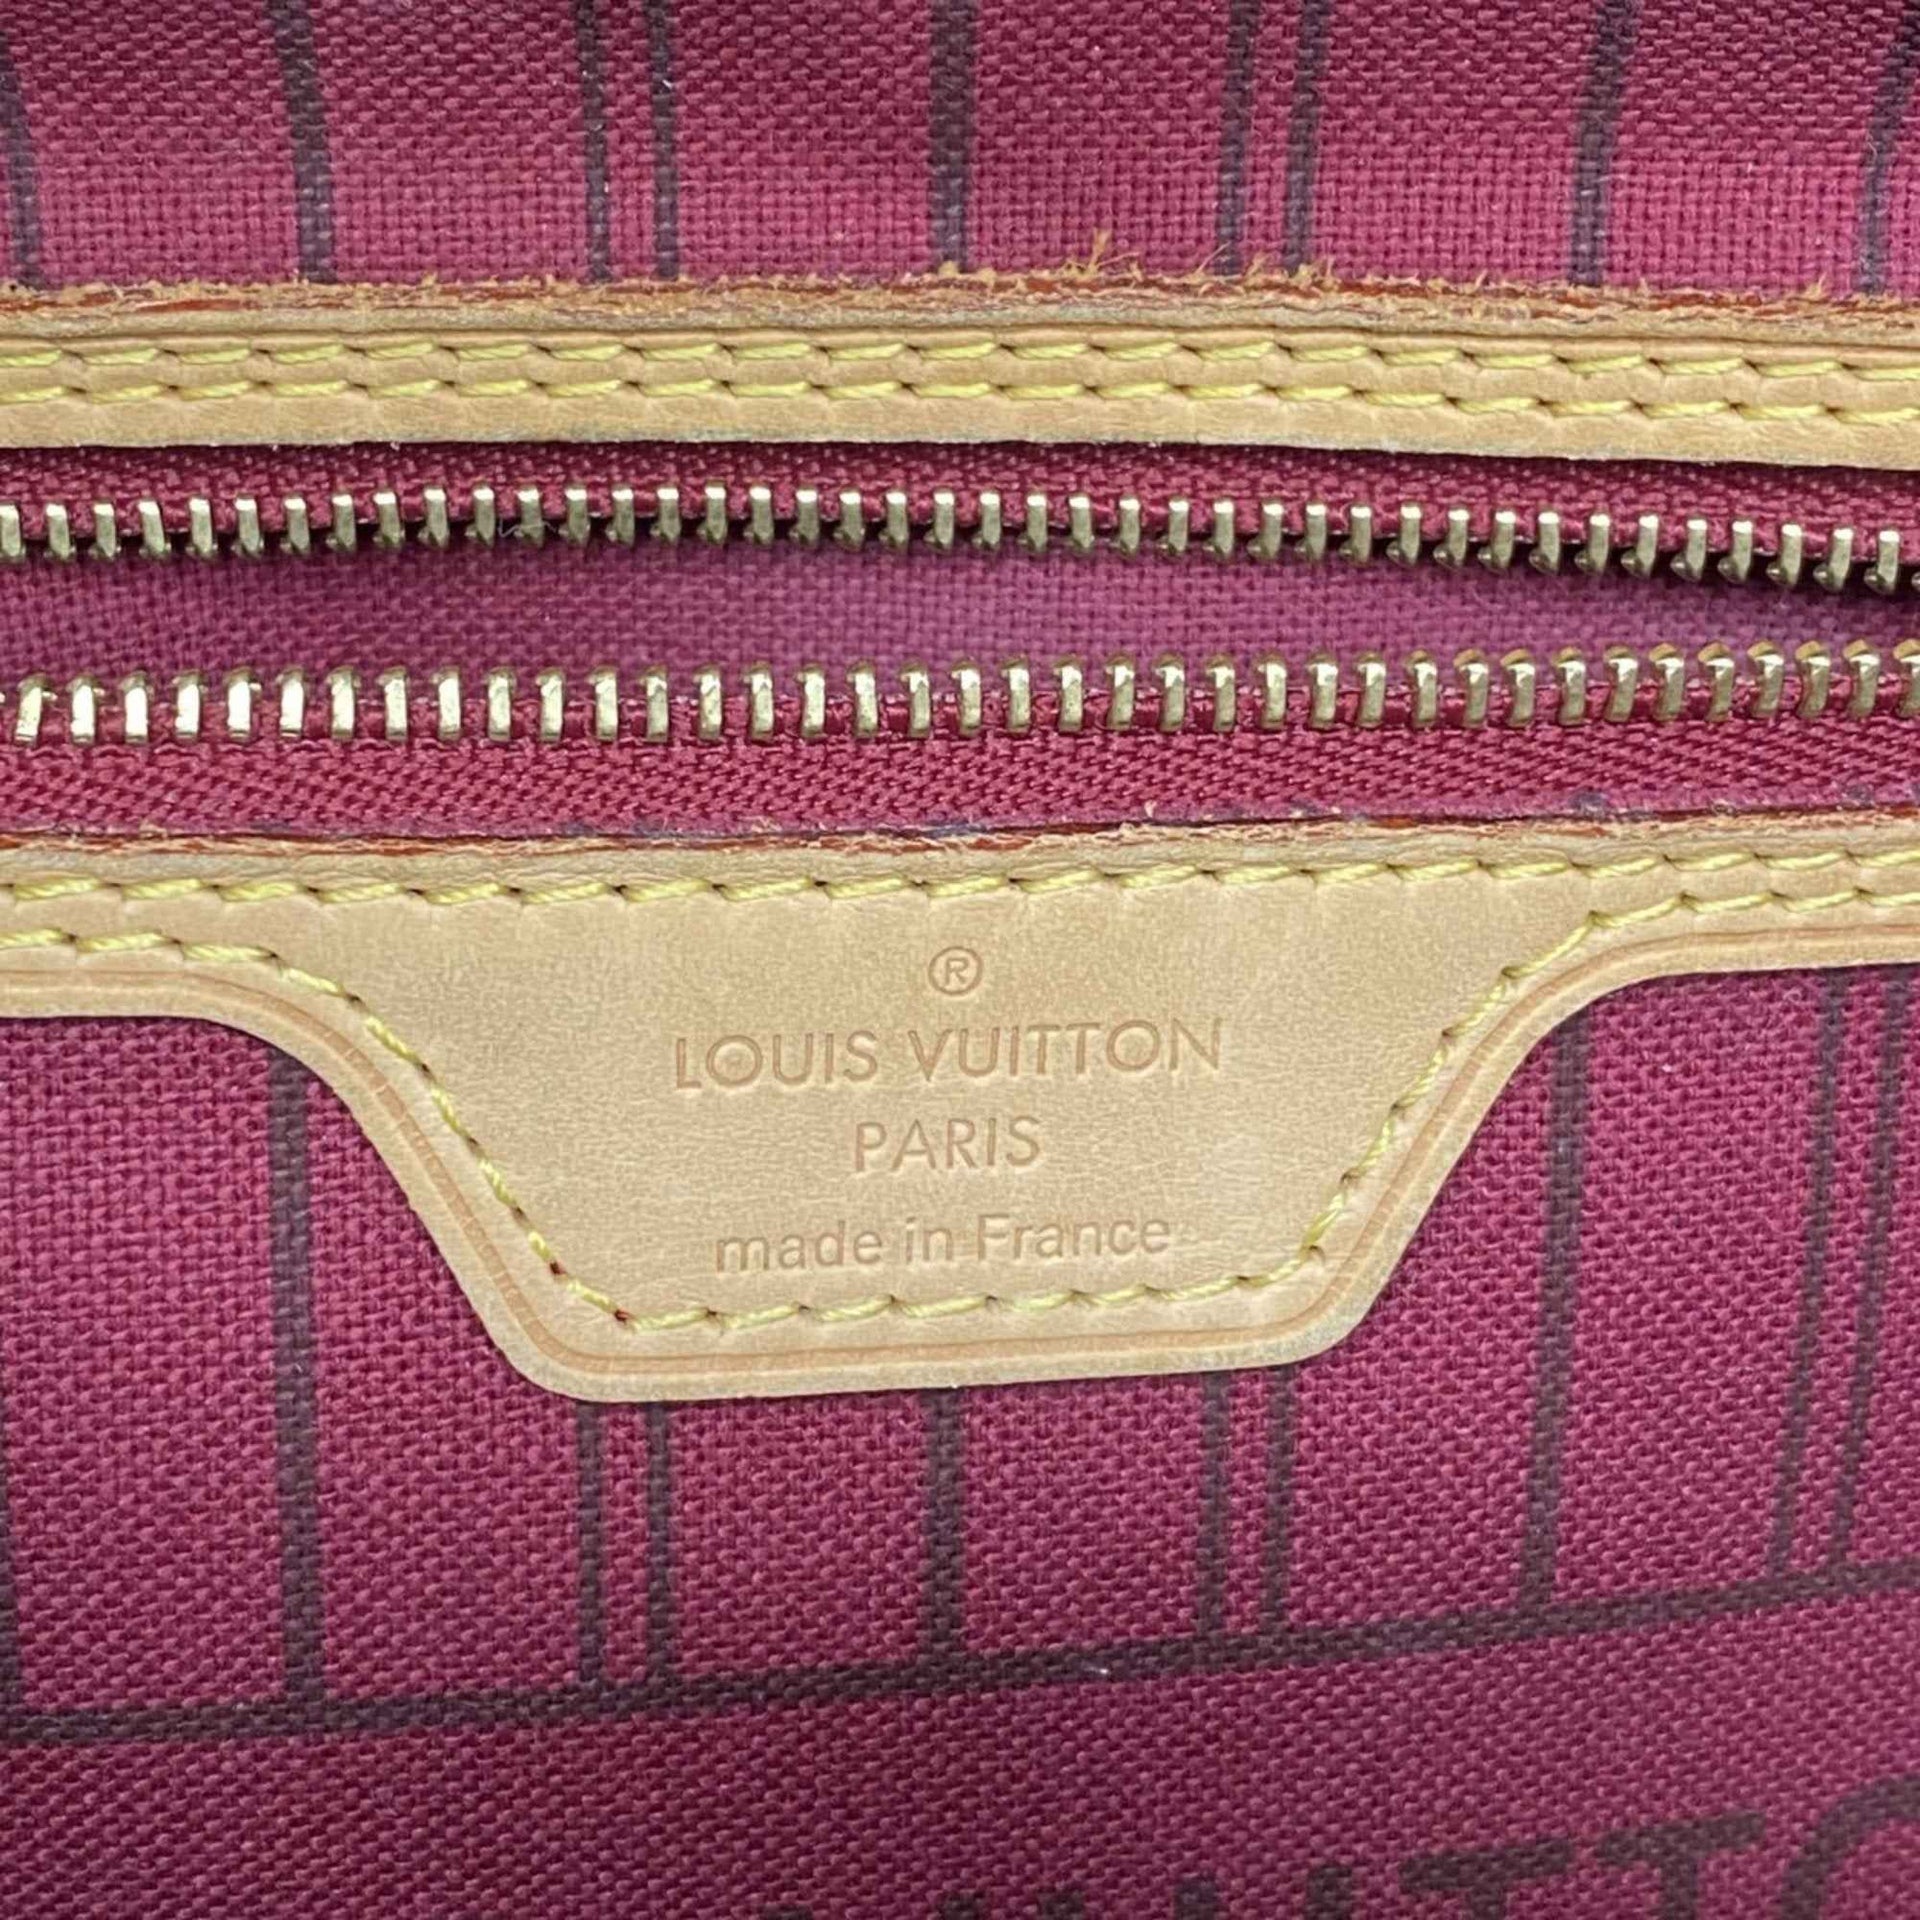 ®
LOUIS VUITTON
PARIS
made in France